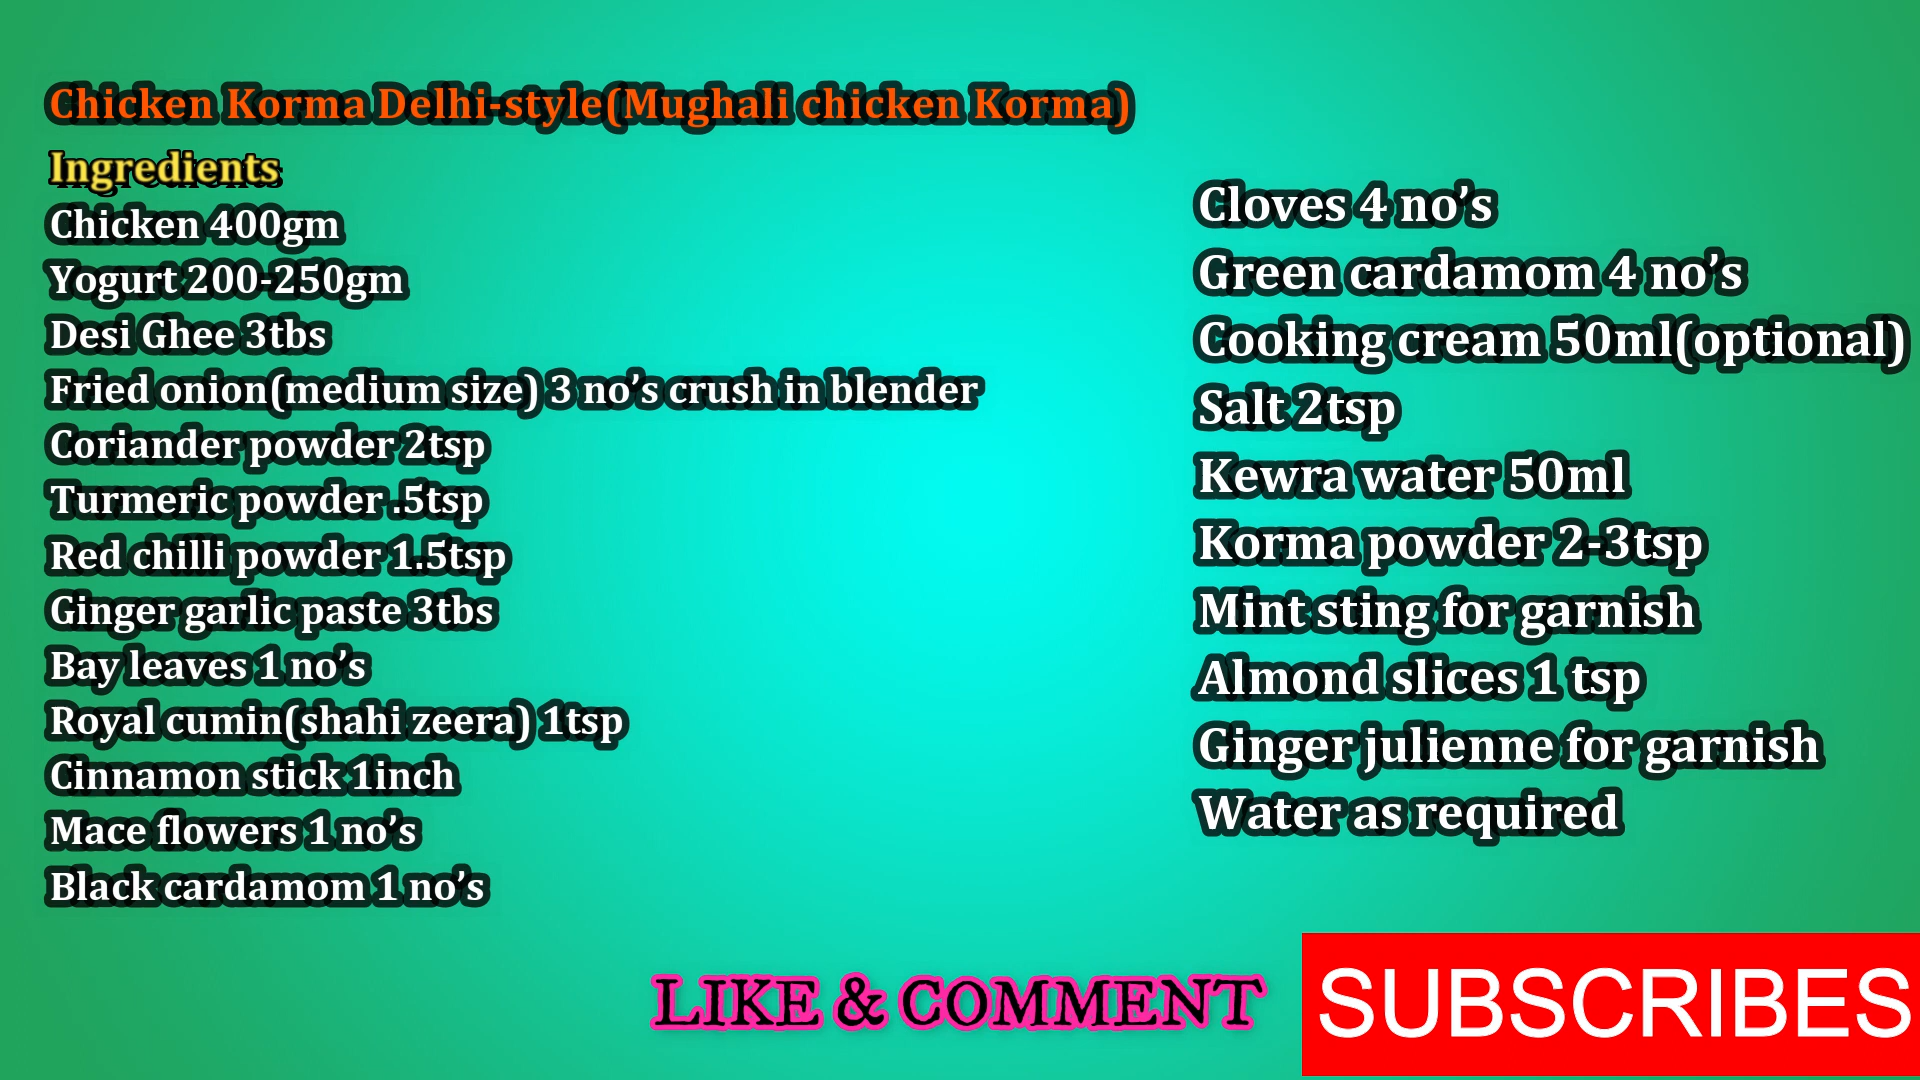 Chicken Korma Delhi-style(Mughali chicken Korma)
Ingredients
Chicken 400gm
Yogurt 200-250gm
Desi Ghee 3tbs
Fried onion(medium size) 3 no’s crush in blender
Coriander powder 2tsp
Turmeric powder .5tsp
Red chilli powder 1.5tsp
Ginger garlic paste 3tbs
Bay leaves 1 no’s
Royal cumin(shahi zeera) 1tsp
Cinnamon stick 1inch
Mace flowers 1 no’s
Black cardamom 1 no’s
Cloves 4 no’s
Green cardamom 4 no’s
Cooking cream 50ml(optional)
Salt 2tsp
Kewra water 50ml
Korma powder 2-3tsp
Mint sting for garnish
Almond slices 1 tsp
Ginger julienne for garnish
Water as required
LIKE & COMMENT
SUBSCRIBES